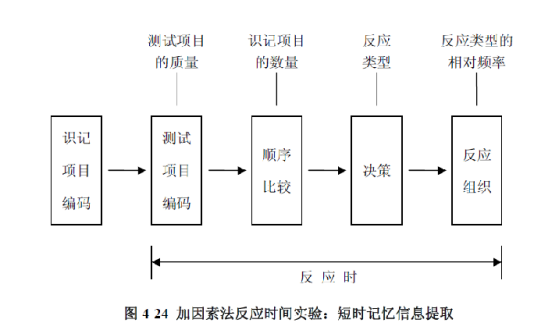 测试项目 识记项目 反应 反应类型的
的质量 的数量 类型 相对频率
识记 测试 顺序 决策 反应
项目 项目 比较 组织
编码 编码
反 应 时
图 4 24 加因素法反应时间实验：短时记忆信息提取